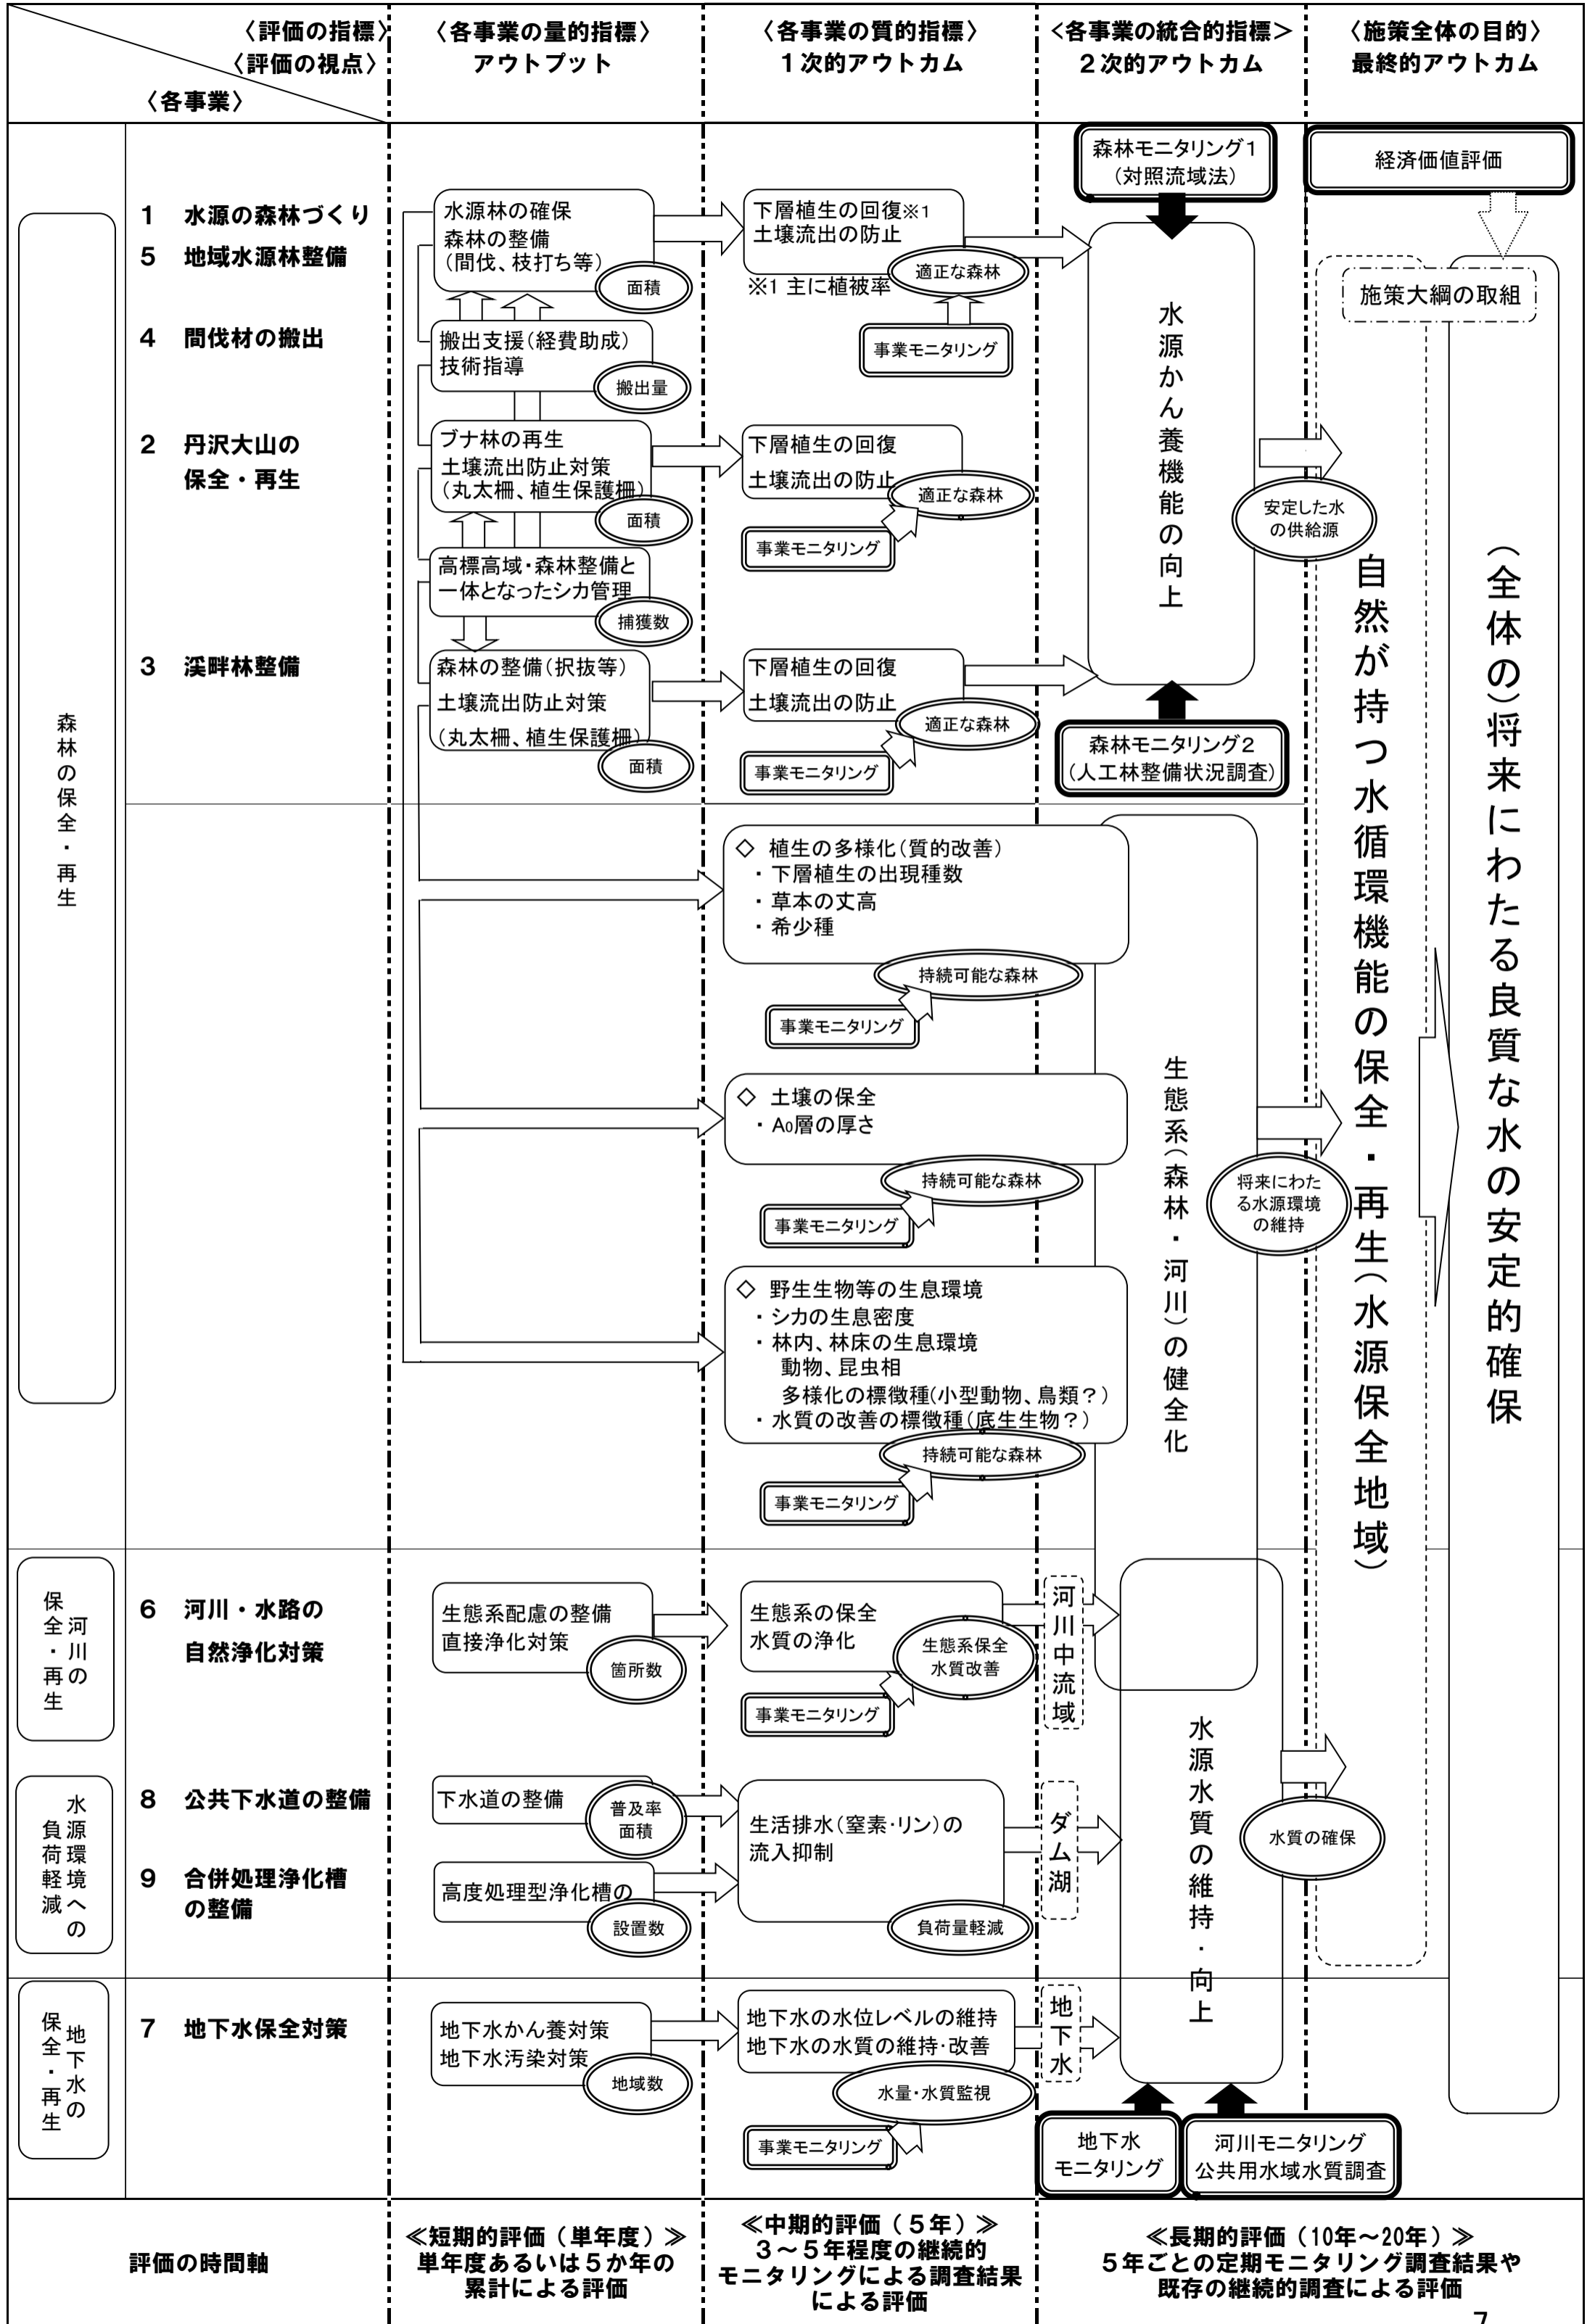 〈評価の指標〉
〈評価の視点〉
〈各事業〉
〈各事業の量的指標〉
アウトプット
〈各事業の質的指標〉
１次的アウトカム
＜各事業の統合的指標＞
２次的アウトカム
〈施策全体の目的〉
最終的アウトカム
森林モニタリング１
（対照流域法）
経済価値評価
森林の保全・再生
１　水源の森林づくり
５　地域水源林整備
水源林の確保
森林の整備
（間伐、枝打ち等）
面積
下層植生の回復※１
土壌流出の防止
適正な森林
※１ 主に植被率
事業モニタリング
４　間伐材の搬出
搬出支援（経費助成）
技術指導
搬出量
２　丹沢大山の
保全・再生
ブナ林の再生
土壌流出防止対策
（丸太柵、植生保護柵）
面積
下層植生の回復
土壌流出の防止
適正な森林
事業モニタリング
高標高域・森林整備と
一体となったシカ管理
捕獲数
３　渓畔林整備
森林の整備（択抜等）
土壌流出防止対策
（丸太柵、植生保護柵）
面積
下層植生の回復
土壌流出の防止
適正な森林
事業モニタリング
水源かん養機能の向上
安定した水
の供給源
森林モニタリング２
（人工林整備状況調査）
施策大綱の取組
自然が持つ水循環機能の保全・再生（水源保全地域）
（全体の）将来にわたる良質な水の安定的確保
◇ 植生の多様化（質的改善）
・下層植生の出現種数
・草本の丈高
・希少種
持続可能な森林
事業モニタリング
◇ 土壌の保全
・A0層の厚さ
持続可能な森林
事業モニタリング
◇ 野生生物等の生息環境
・シカの生息密度
・林内、林床の生息環境
動物、昆虫相
多様化の標徴種（小型動物、鳥類？）
・水質の改善の標徴種（底生生物？）
持続可能な森林
事業モニタリング
生態系（森林・河川）の健全化
将来にわた
る水源環境
の維持
河川の
保全・再生
６　河川・水路の
自然浄化対策
生態系配慮の整備
直接浄化対策
箇所数
生態系の保全
水質の浄化
生態系保全
水質改善
事業モニタリング
河川中流域
水源環境への
負荷軽減
８　公共下水道の整備
下水道の整備
普及率
面積
９　合併処理浄化槽
の整備
高度処理型浄化槽の
設置数
生活排水（窒素・リン）の
流入抑制
負荷量軽減
ダム湖
水源水質の維持・向上
水質の確保
地下水の
保全・再生
７　地下水保全対策
地下水かん養対策
地下水汚染対策
地域数
地下水の水位レベルの維持
地下水の水質の維持・改善
水量・水質監視
事業モニタリング
地下水
地下水
モニタリング
河川モニタリング
公共用水域水質調査
評価の時間軸
≪短期的評価（単年度）≫
単年度あるいは５か年の
累計による評価
≪中期的評価（５年）≫
３～５年程度の継続的
モニタリングによる調査結果
による評価
≪長期的評価（10年～20年）≫
５年ごとの定期モニタリング調査結果や
既存の継続的調査による評価
7